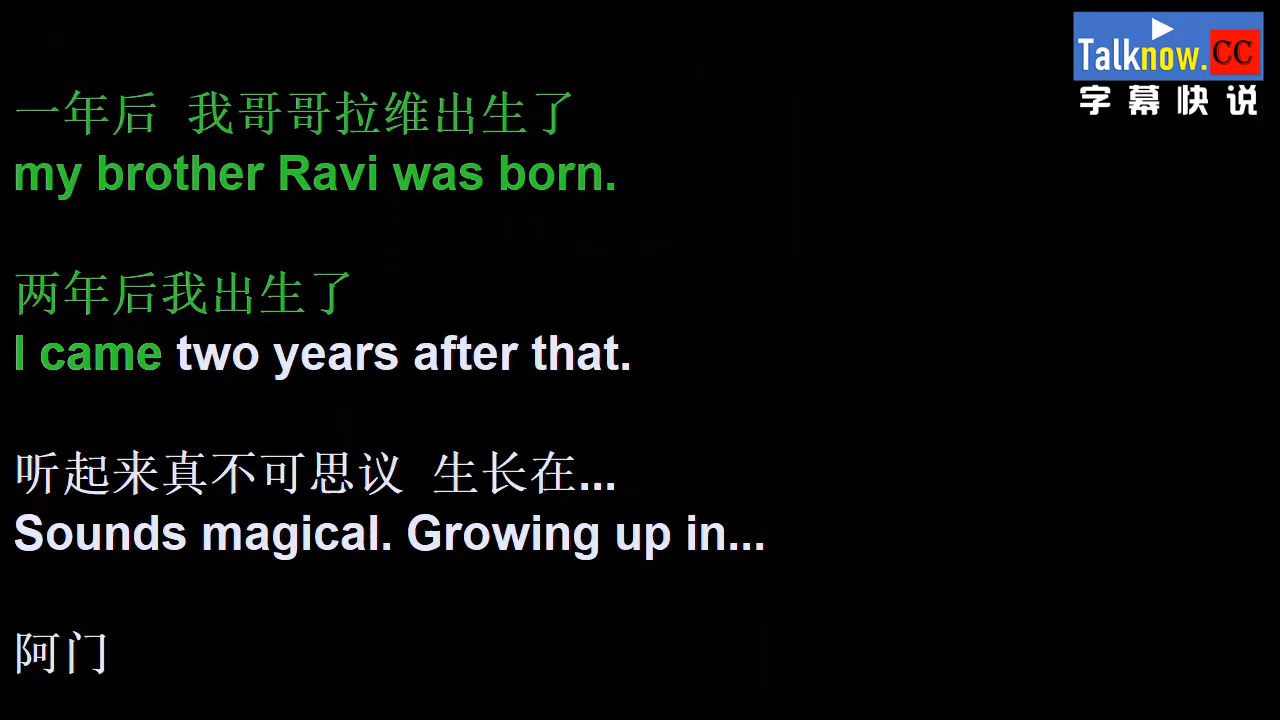 Talknow.CC
字幕快说
一年后 我哥哥拉维出生了
my brother Ravi was born.
两年后我出生了
I came two years after that.
听起来真不可思议 生长在...
Sounds magical. Growing up in...
阿门